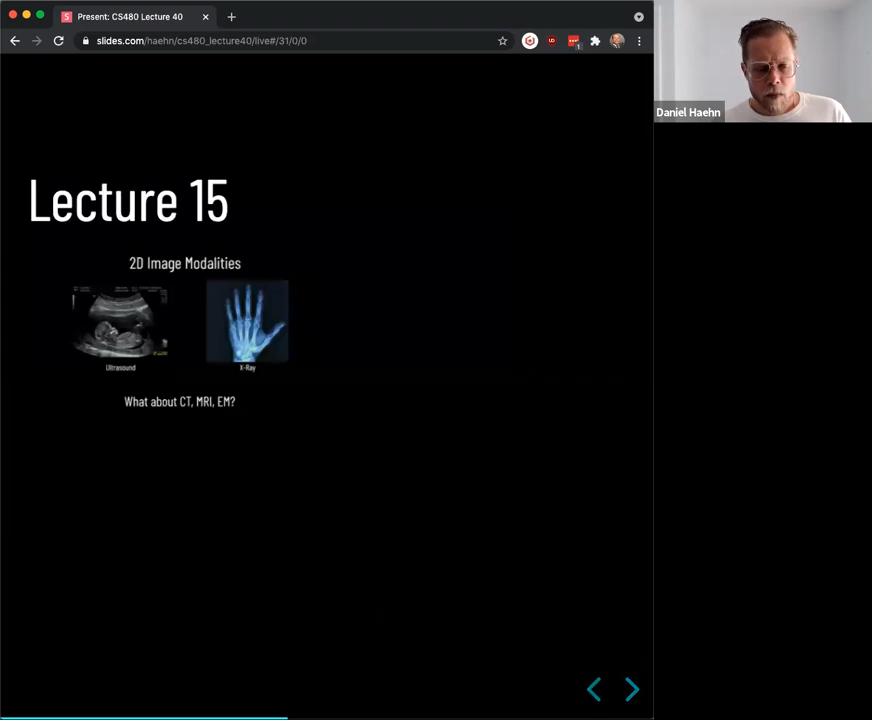 Present: CS480 Lecture 40
slides.com/haehn/cs480_lecture40/live#/31/0/0
Daniel Haehn
Lecture 15
2D Image Modalities
Ultrasound
X-Ray
What about CT, MRI, EM?